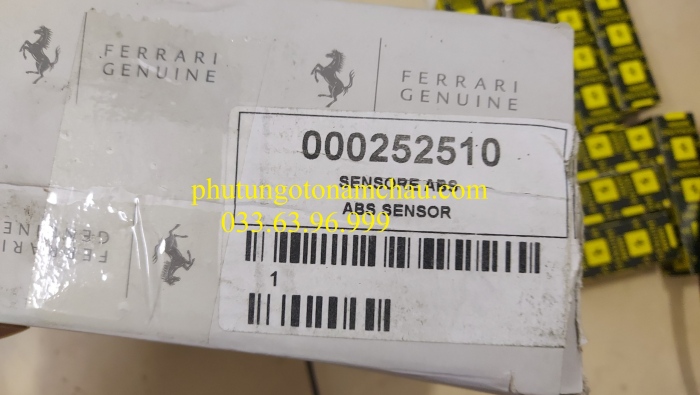 FERRARI
GENUINE
FERRARI
GENUINE
000252510
SENSORE ABS
phutungotonamchau.com
ABS SENSOR
033.63.96.999
1
FERRARI
GENUINE